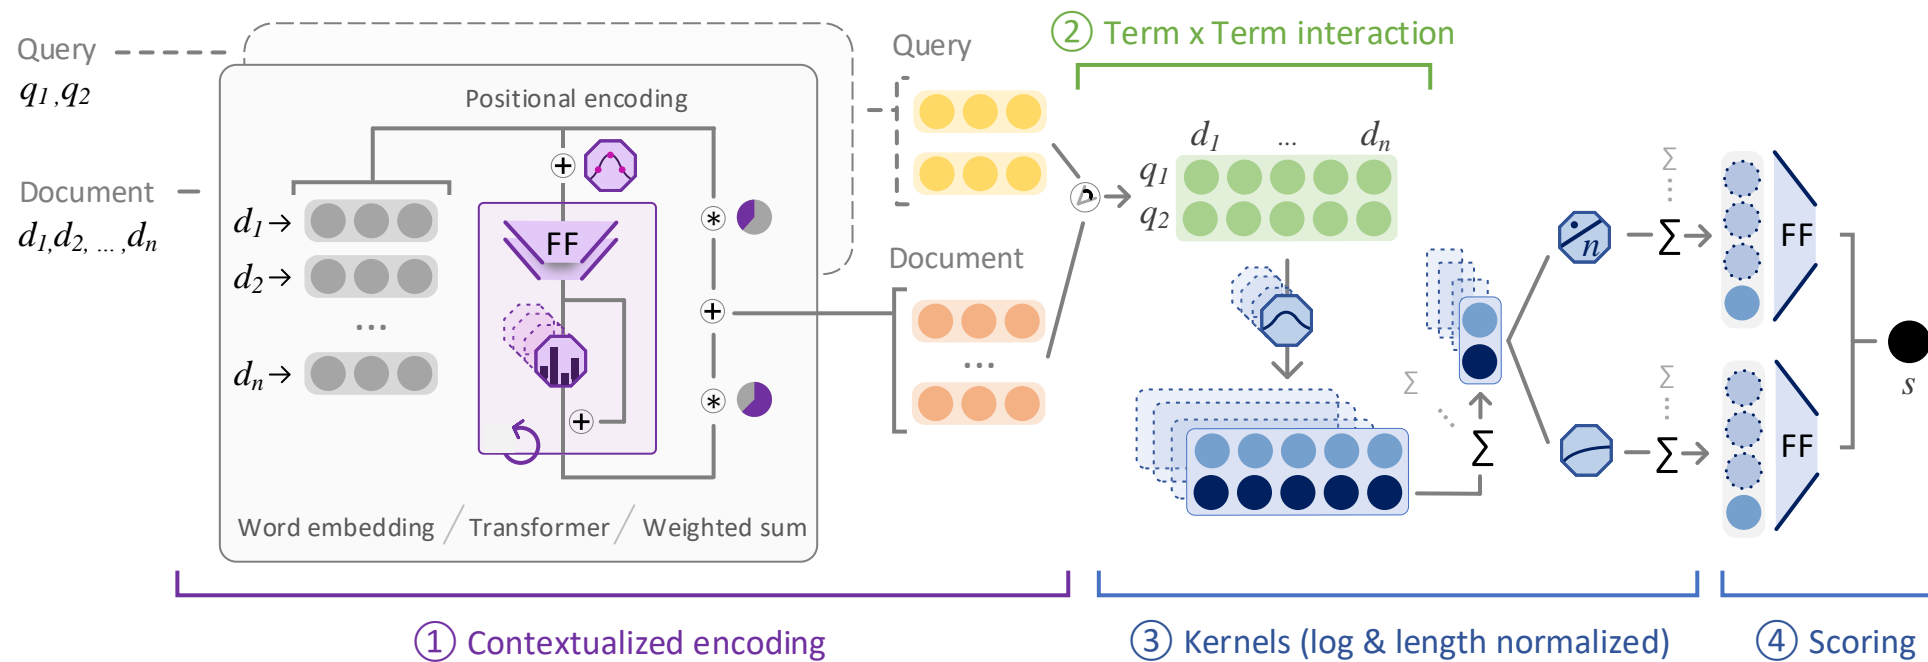 Query
q1,q2
Document
d1,d2, ... ,dn
Positional encoding
d1
d2
...
dn
+
FF
+
*
+
*
Word embedding / Transformer / Weighted sum
Query
Document
...
① Contextualized encoding
② Term x Term interaction
d1 ... dn
q1
q2
Σ
Σ
n
Σ
Σ
Σ
Σ
FF
FF
s
③ Kernels (log & length normalized)
④ Scoring